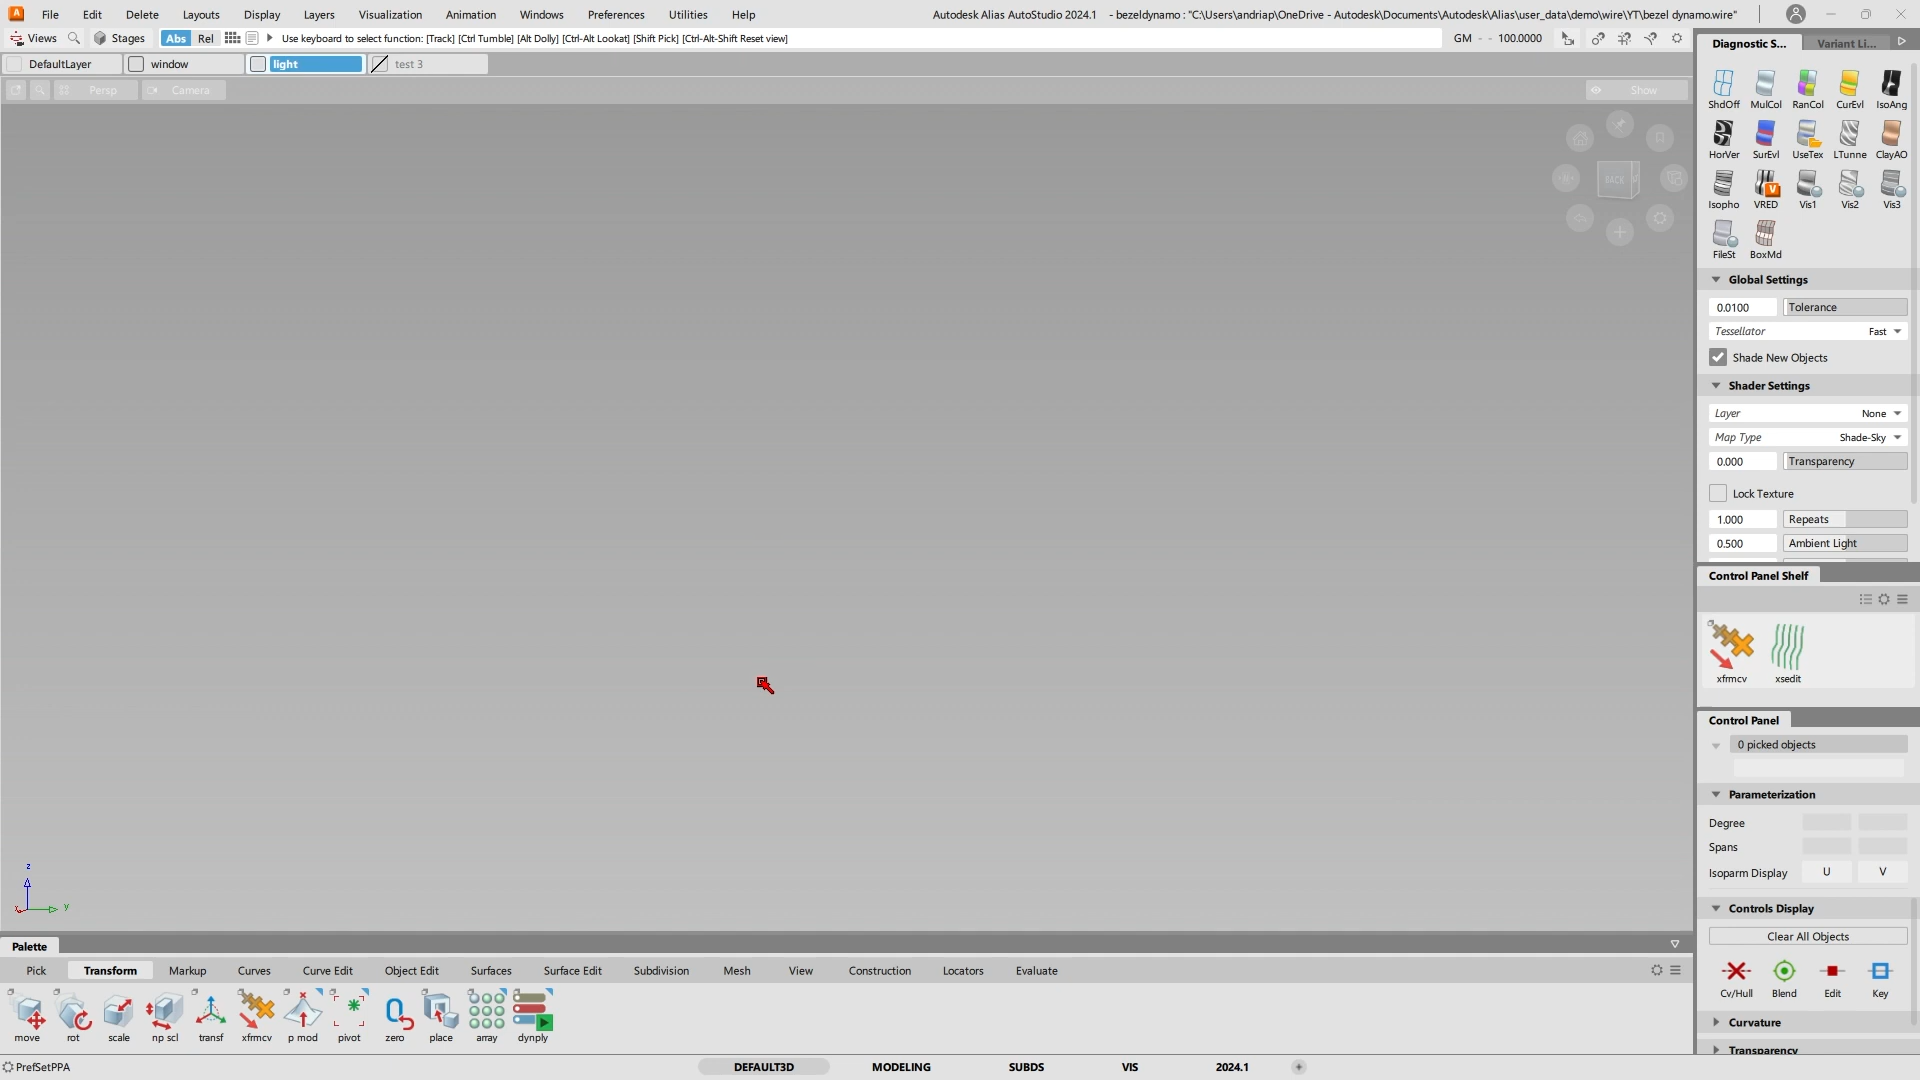 File Edit Delete Layouts Display Layers Visualization Animation Windows Preferences Utilities Help Autodesk Alias AutoStudio 2024.1 - bezeldynamo : "C:\Users\andriap\OneDrive - Autodesk\Documents\Autodesk\Alias\user_data\demo\wire\YT\bezel dynamo.wire"
Views Stages Abs Rel Use keyboard to select function: [Track] [Ctrl Tumble] [Alt Dolly] [Ctrl-Alt Lookat] [Shift Pick] [Ctrl-Alt-Shift Reset view] GM - - 100.0000
DefaultLayer window light test 3
Persp Camera Show
BACK
z
x y
Diagnostic S... Variant Li...
ShdOff MulCol RanCol CurEvl IsoAng
HorVer SurEvl UseTex LTunne ClayAO
Isopho VRED Vis1 Vis2 Vis3
FileSt BoxMd
Global Settings
0.0100 Tolerance
Tessellator Fast
Shade New Objects
Shader Settings
Layer None
Map Type Shade-Sky
0.000 Transparency
Lock Texture
1.000 Repeats
0.500 Ambient Light
Control Panel Shelf
xfrmcv xsedit
Control Panel
0 picked objects
Parameterization
Degree
Spans
Isoparm Display U V
Controls Display
Clear All Objects
Cv/Hull Blend Edit Key
Curvature
Transparency
Palette
Pick Transform Markup Curves Curve Edit Object Edit Surfaces Surface Edit Subdivision Mesh View Construction Locators Evaluate
move rot scale np scl transf xfrmcv p mod pivot zero place array dynply
PrefSetPPA DEFAULT3D MODELING SUBDS VIS 2024.1